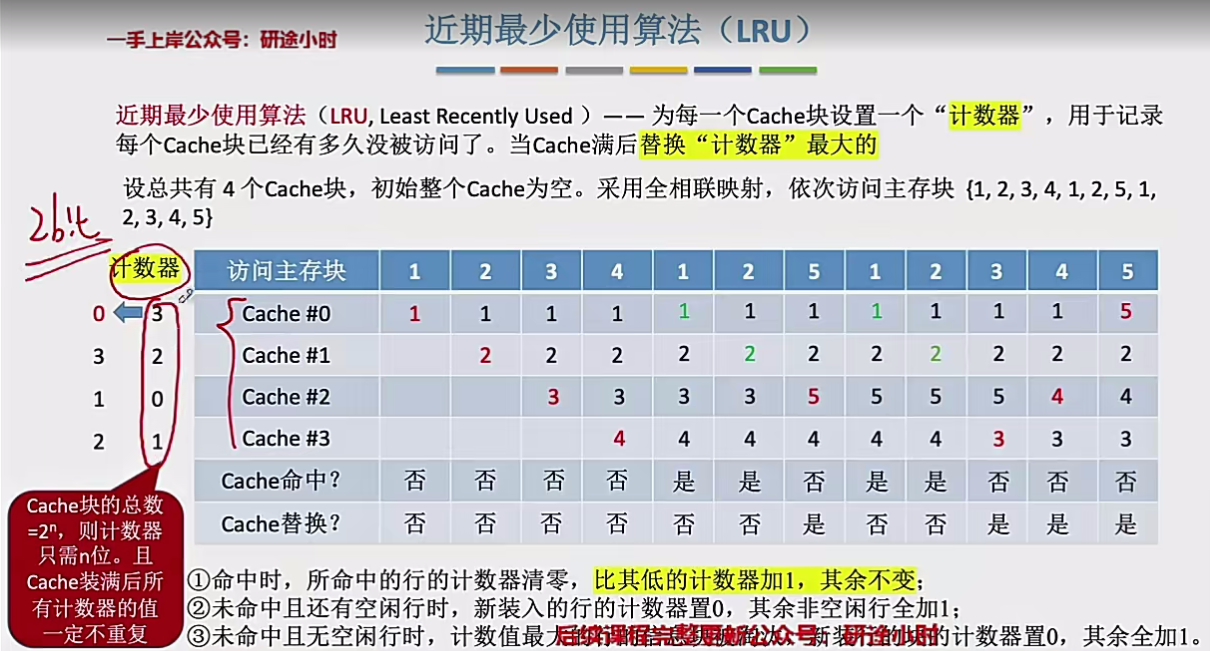 一手上岸公众号：研途小时
近期最少使用算法（LRU）
近期最少使用算法（LRU, Least Recently Used ）—— 为每一个Cache块设置一个“计数器”，用于记录
每个Cache块已经有多久没被访问了。当Cache满后替换“计数器”最大的
设总共有 4 个Cache块，初始整个Cache为空。采用全相联映射，依次访问主存块 {1, 2, 3, 4, 1, 2, 5, 1,
2, 3, 4, 5}
2bit
计数器 访问主存块 1 2 3 4 1 2 5 1 2 3 4 5
0 3 Cache #0 1 1 1 1 1 1 1 1 1 1 1 5
3 2 Cache #1 2 2 2 2 2 2 2 2 2 2 2
1 0 Cache #2 3 3 3 3 5 5 5 5 4 4
2 1 Cache #3 4 4 4 4 4 4 3 3 3
Cache命中？ 否 否 否 否 是 是 否 是 是 否 否 否
Cache替换？ 否 否 否 否 否 否 是 否 否 是 是 是
Cache块的总数
=2ⁿ，则计数器
只需n位。且
Cache装满后所
有计数器的值
一定不重复
①命中时，所命中的行的计数器清零，比其低的计数器加1，其余不变；
②未命中且还有空闲行时，新装入的行的计数器置0，其余非空闲行全加1；
③未命中且无空闲行时，计数值最大的行的信息块被淘汰，新装行的块的计数器置0，其余全加1。
后续课程完整更新公众号：研途小时